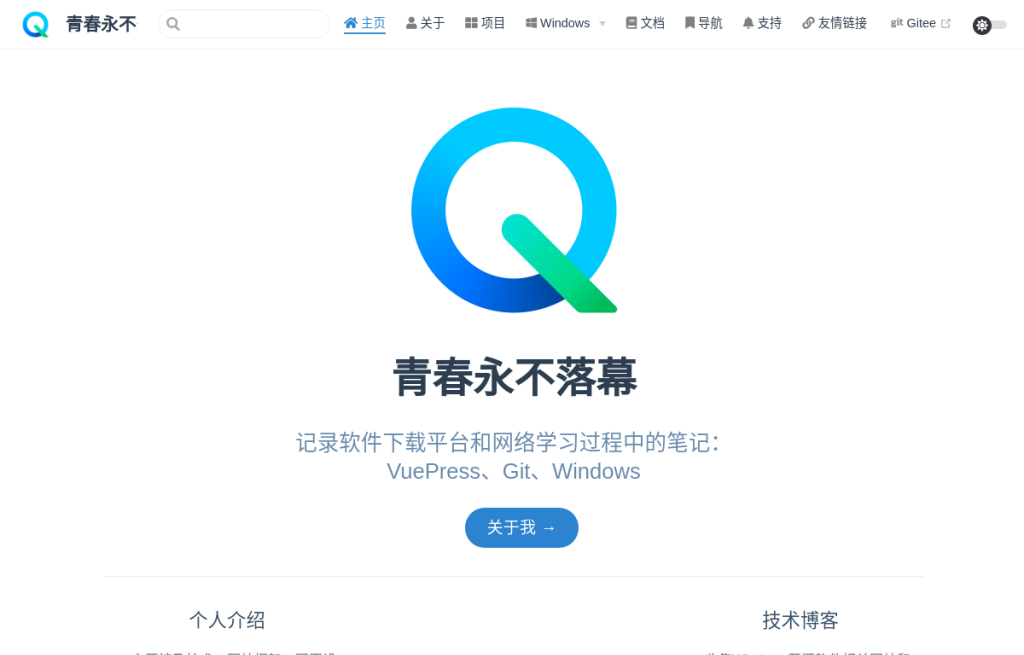 青春永不 主页 关于 项目 Windows 文档 导航 支持 友情链接 git Gitee
青春永不落幕
记录软件下载平台和网络学习过程中的笔记：
VuePress、Git、Windows
关于我 →
个人介绍 技术博客